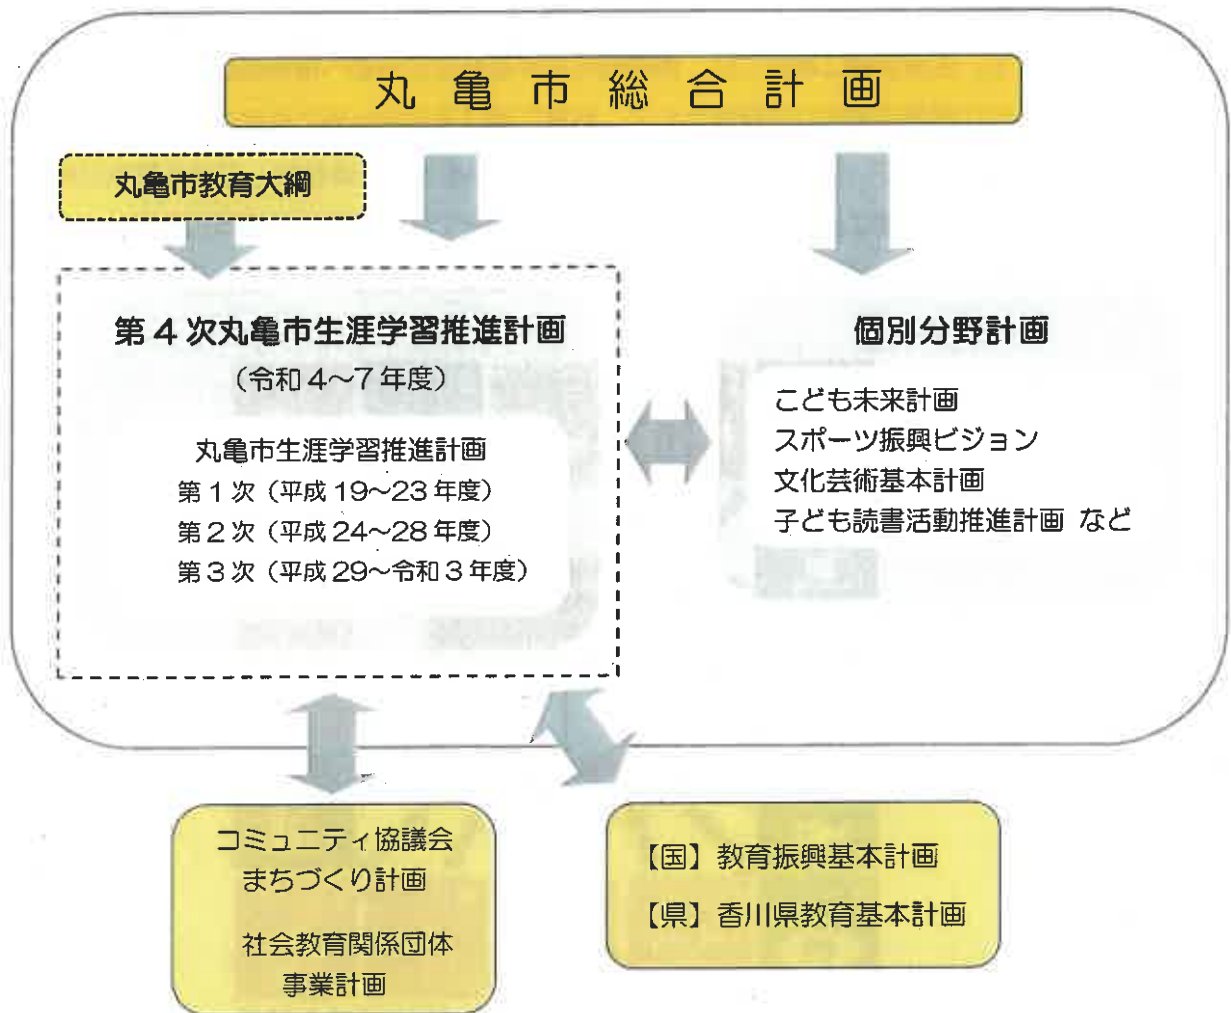 丸亀市総合計画
丸亀市教育大綱
第4次丸亀市生涯学習推進計画
（令和4～7年度）
丸亀市生涯学習推進計画
第1次（平成19～23年度）
第2次（平成24～28年度）
第3次（平成29～令和3年度）
個別分野計画
こども未来計画
スポーツ振興ビジョン
文化芸術基本計画
子ども読書活動推進計画 など
コミュニティ協議会
まちづくり計画
社会教育関係団体
事業計画
【国】教育振興基本計画
【県】香川県教育基本計画